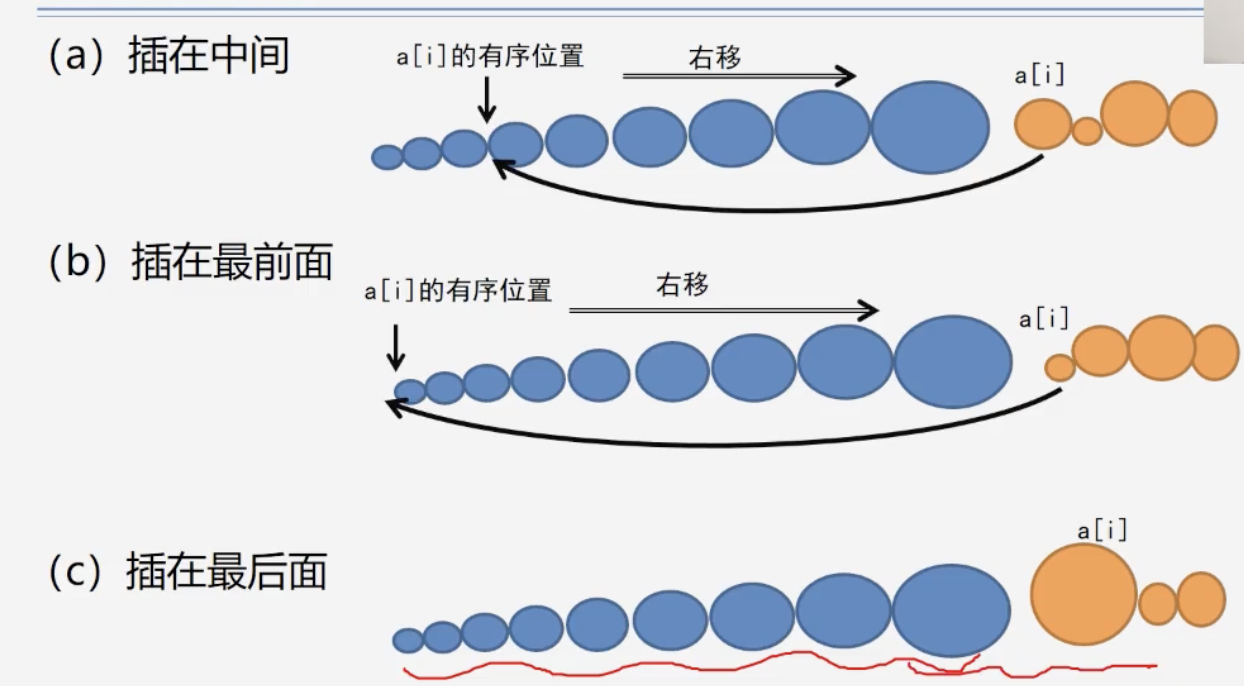 (a) 插在中间
a[i]的有序位置
右移
a[i]
(b) 插在最前面
a[i]的有序位置
右移
a[i]
(c) 插在最后面
a[i]